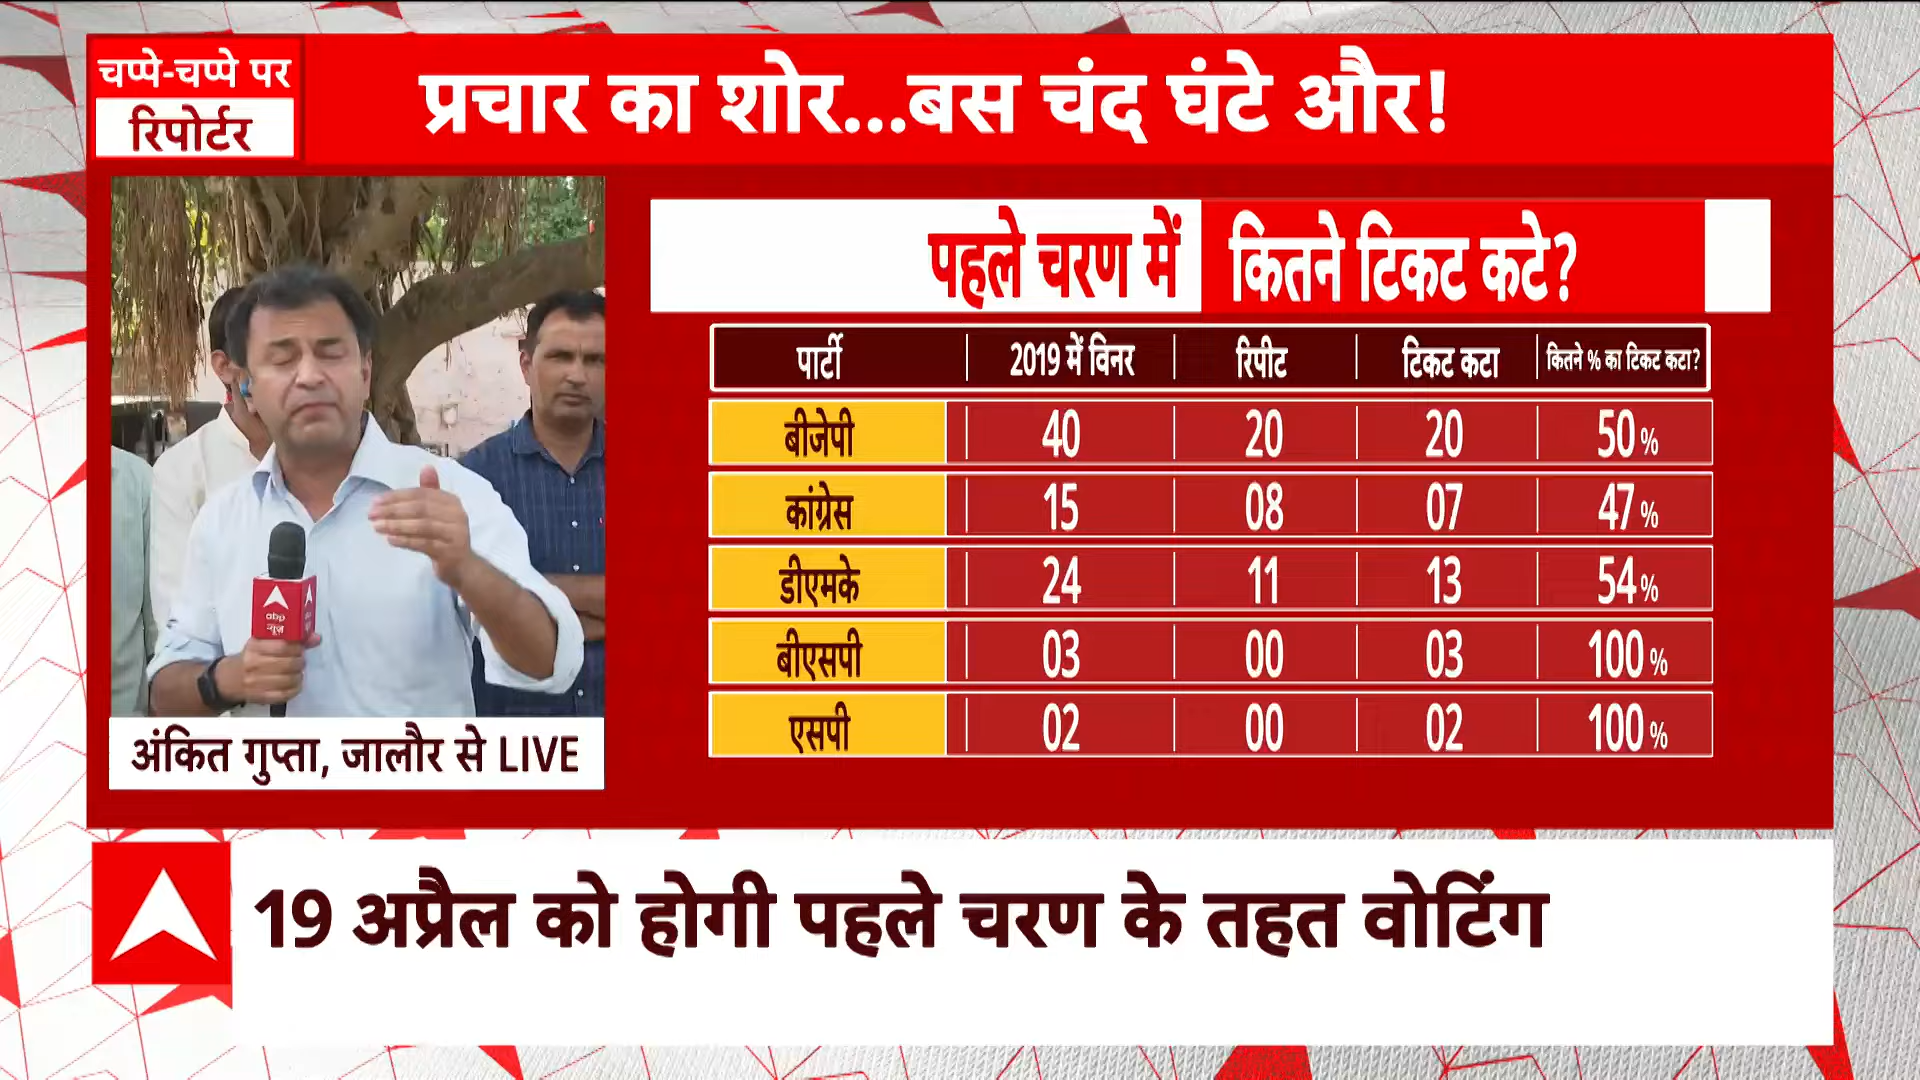 चप्पे-चप्पे पर
रिपोर्टर
प्रचार का शोर...बस चंद घंटे और!
पहले चरण में कितने टिकट कटे?
पार्टी 2019 में विनर रिपीट टिकट कटा कितने % का टिकट कटा?
बीजेपी 40 20 20 50 %
कांग्रेस 15 08 07 47 %
डीएमके 24 11 13 54 %
बीएसपी 03 00 03 100 %
एसपी 02 00 02 100 %
abp
न्यूज़
अंकित गुप्ता, जालौर से LIVE
19 अप्रैल को होगी पहले चरण के तहत वोटिंग